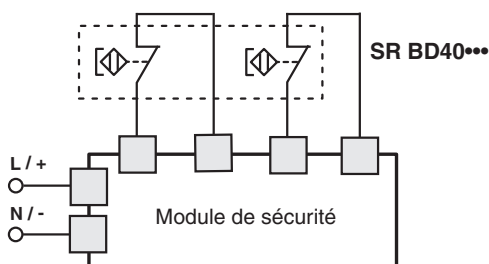 SR BD40•••
L / +
N / -
Module de sécurité